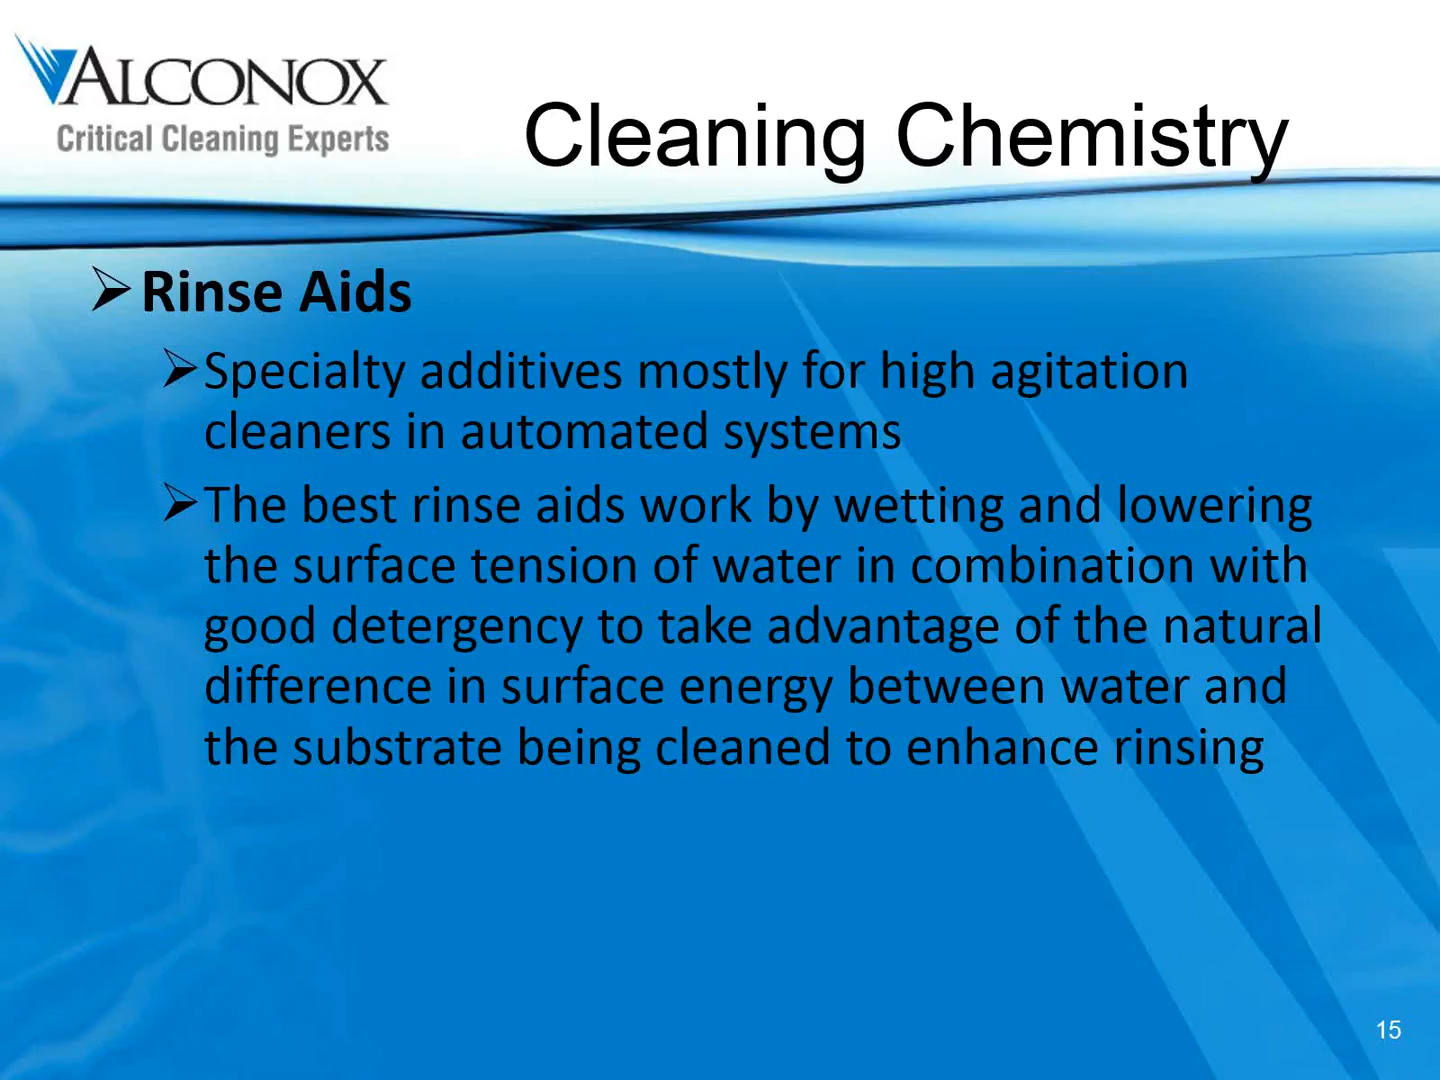 ALCONOX
Critical Cleaning Experts
Cleaning Chemistry
Rinse Aids
Specialty additives mostly for high agitation
cleaners in automated systems
The best rinse aids work by wetting and lowering
the surface tension of water in combination with
good detergency to take advantage of the natural
difference in surface energy between water and
the substrate being cleaned to enhance rinsing
15